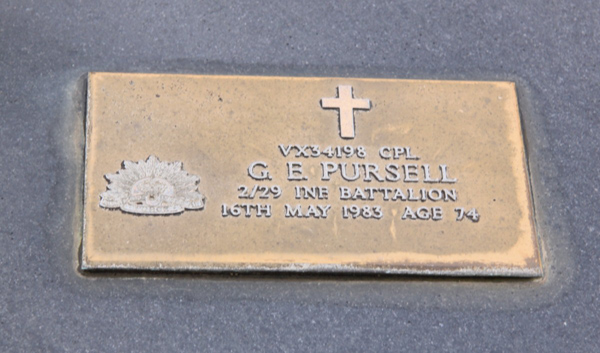 VX34198 CPL
G. E. PURSELL
2/29 INF BATTALION
16TH MAY 1983 AGE 74